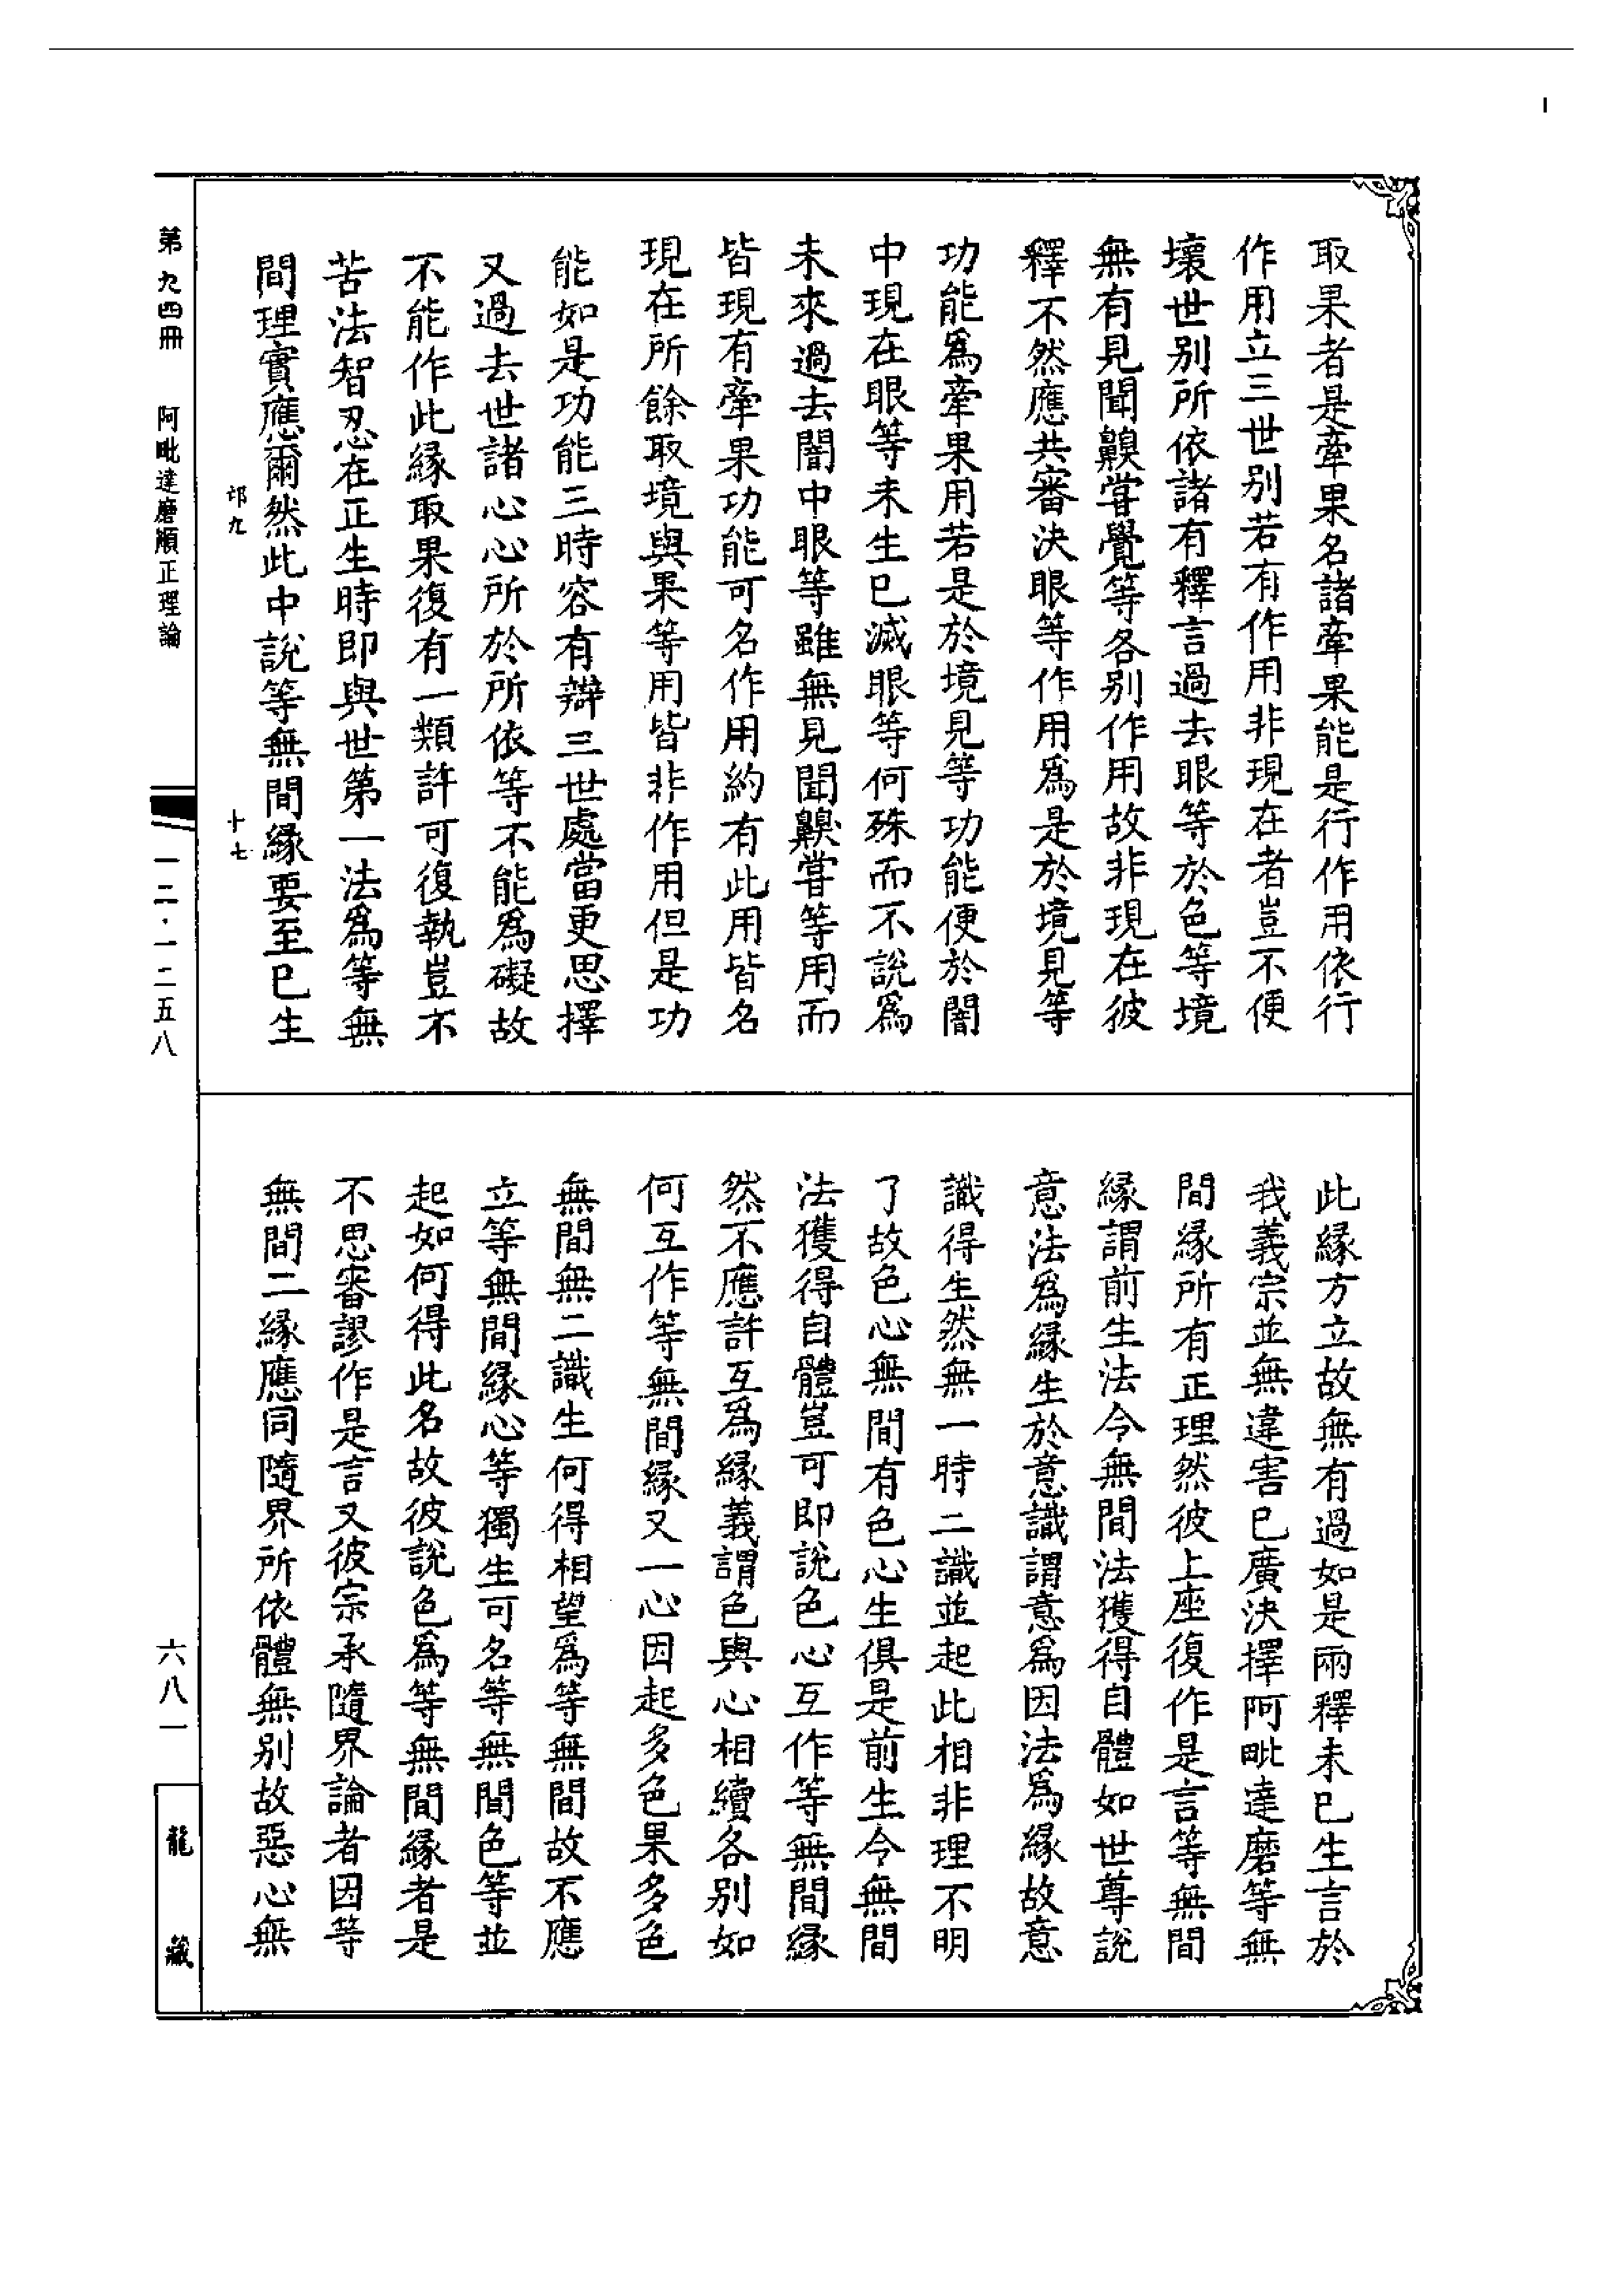 取果者是牽果名諸牽果能是行作用依行
作用立三世别若有作用非現在者豈不便
壞世别所依諸有釋言過去眼等於色等境
無有見聞齅甞覺等各别作用故非現在彼
釋不然應共審決眼等作用爲是於境見等
功能爲牽果用若是於境見等功能便於闇
中現在眼等未生已滅眼等何殊而不說爲
未來過去闇中眼等雖無見聞齅甞等用而
皆現有牽果功能可名作用約有此用皆名
現在所餘取境與果等用皆非作用但是功
能如是功能三時容有辯三世處當更思擇
又過去世諸心心所於所依等不能爲礙故
不能作此緣取果復有一類許可復執豈不
苦法智忍在正生時即與世第一法爲等無
間理實應爾然此中說等無間緣要至已生
此緣方立故無有過如是兩釋未已生言於
我義宗並無違害已廣決擇阿毗達磨等無
間緣所有正理然彼上座復作是言等無間
緣謂前生法令無間法獲得自體如世尊說
意法爲緣生於意識謂意爲因法爲緣故意
識得生然無一時二識並起此相非理不明
了故色心無間有色心生俱是前生令無間
法獲得自體豈可即說色心互作等無間緣
然不應許互爲緣義謂色與心相續各别如
何互作等無間緣又一心因起多色果多色
無間無二識生何得相望爲等無間故不應
立等無間緣心等獨生可名等無間色等並
起如何得此名故彼說色爲等無間緣者是
不思審謬作是言又彼宗承隨界論者因等
無間二緣應同隨界所依體無别故惡心無
第九四冊
阿毗達磨順正理論
十七
一二·一二五八
六八一
龍藏